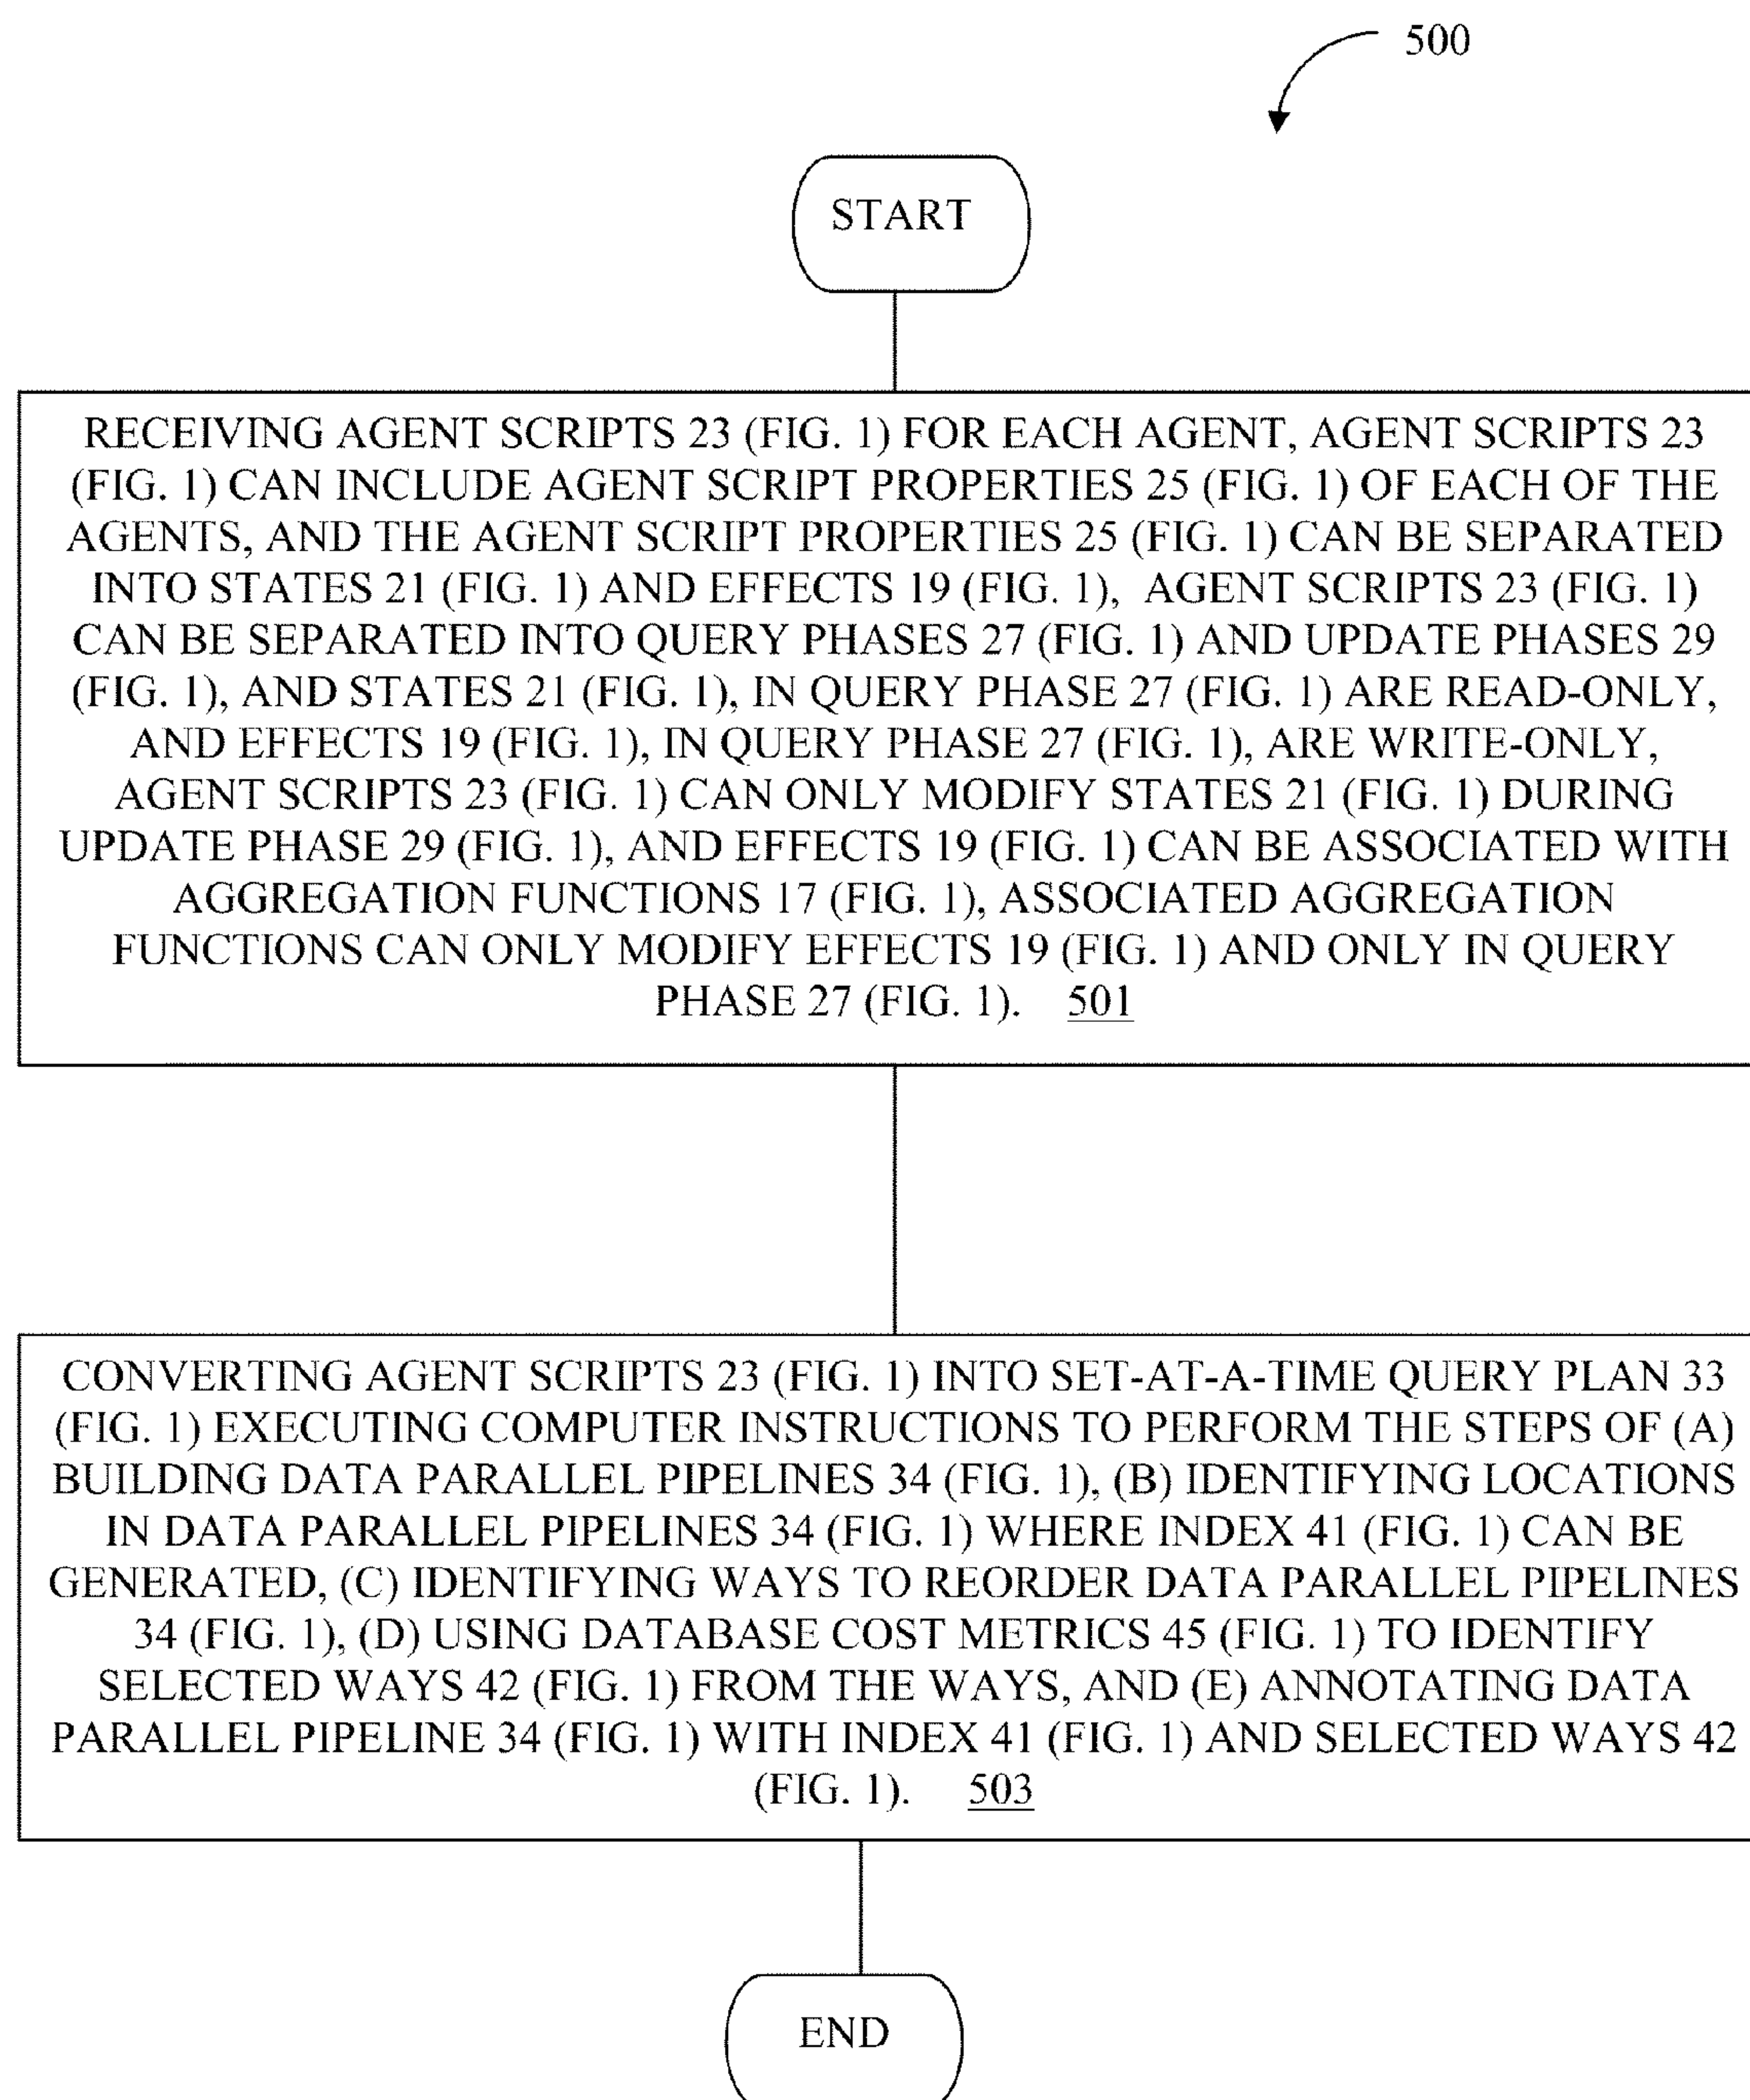 500
START
RECEIVING AGENT SCRIPTS 23 (FIG. 1) FOR EACH AGENT, AGENT SCRIPTS 23
(FIG. 1) CAN INCLUDE AGENT SCRIPT PROPERTIES 25 (FIG. 1) OF EACH OF THE
AGENTS, AND THE AGENT SCRIPT PROPERTIES 25 (FIG. 1) CAN BE SEPARATED
INTO STATES 21 (FIG. 1) AND EFFECTS 19 (FIG. 1), AGENT SCRIPTS 23 (FIG. 1)
CAN BE SEPARATED INTO QUERY PHASES 27 (FIG. 1) AND UPDATE PHASES 29
(FIG. 1), AND STATES 21 (FIG. 1), IN QUERY PHASE 27 (FIG. 1) ARE READ-ONLY,
AND EFFECTS 19 (FIG. 1), IN QUERY PHASE 27 (FIG. 1), ARE WRITE-ONLY,
AGENT SCRIPTS 23 (FIG. 1) CAN ONLY MODIFY STATES 21 (FIG. 1) DURING
UPDATE PHASE 29 (FIG. 1), AND EFFECTS 19 (FIG. 1) CAN BE ASSOCIATED WITH
AGGREGATION FUNCTIONS 17 (FIG. 1), ASSOCIATED AGGREGATION
FUNCTIONS CAN ONLY MODIFY EFFECTS 19 (FIG. 1) AND ONLY IN QUERY
PHASE 27 (FIG. 1). 501
CONVERTING AGENT SCRIPTS 23 (FIG. 1) INTO SET-AT-A-TIME QUERY PLAN 33
(FIG. 1) EXECUTING COMPUTER INSTRUCTIONS TO PERFORM THE STEPS OF (A)
BUILDING DATA PARALLEL PIPELINES 34 (FIG. 1), (B) IDENTIFYING LOCATIONS
IN DATA PARALLEL PIPELINES 34 (FIG. 1) WHERE INDEX 41 (FIG. 1) CAN BE
GENERATED, (C) IDENTIFYING WAYS TO REORDER DATA PARALLEL PIPELINES
34 (FIG. 1), (D) USING DATABASE COST METRICS 45 (FIG. 1) TO IDENTIFY
SELECTED WAYS 42 (FIG. 1) FROM THE WAYS, AND (E) ANNOTATING DATA
PARALLEL PIPELINE 34 (FIG. 1) WITH INDEX 41 (FIG. 1) AND SELECTED WAYS 42
(FIG. 1). 503
END